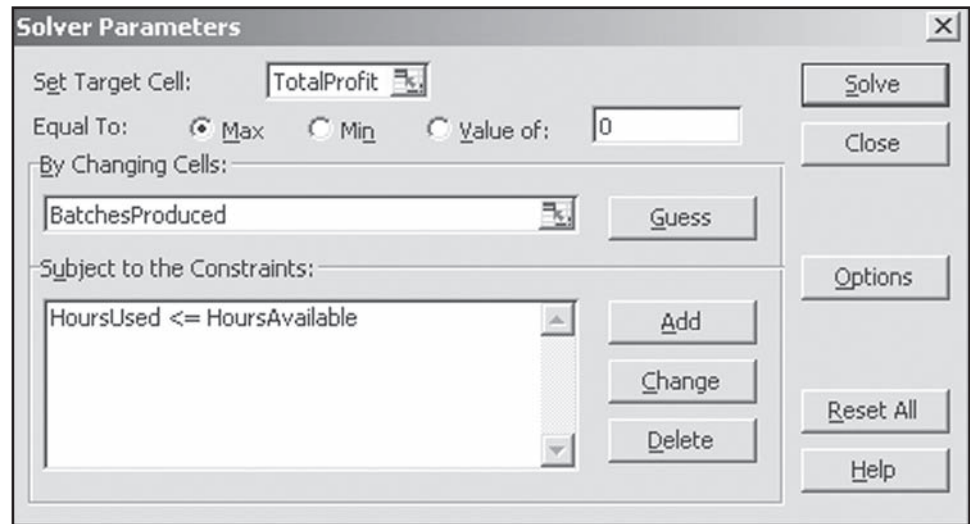 Solver Parameters
Set Target Cell: TotalProfit Solve
Equal To: Max Min Value of: 0 Close
By Changing Cells:
BatchesProduced Guess
Subject to the Constraints: Options
HoursUsed <= HoursAvailable Add
Change
Reset All
Delete
Help